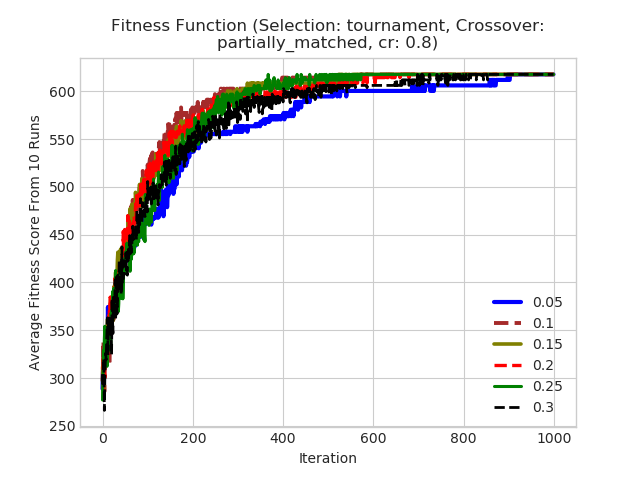 Fitness Function (Selection: tournament, Crossover:
partially_matched, cr: 0.8)
Average Fitness Score From 10 Runs
600
550
500
450
400
350
300
250
0.05
0.1
0.15
0.2
0.25
0.3
0 200 400 600 800 1000
Iteration